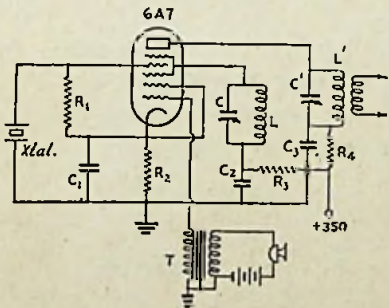 6A7
L'
C'
R₁
C
L
C₃
R₄
Xtal.
C₁
R₂
C₂
R₃
+350
T